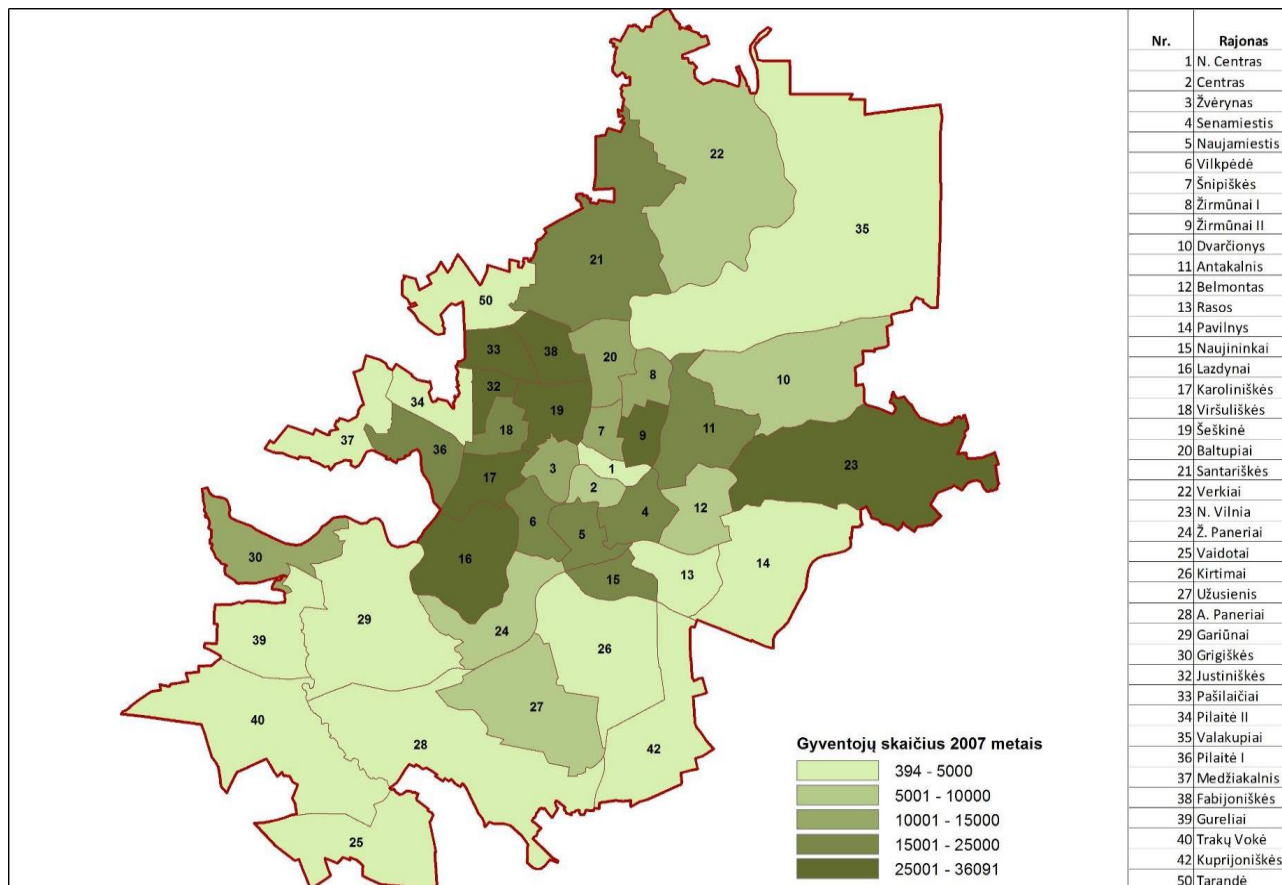 Nr. Rajonas
1 N. Centras
2 Centras
3 Žvėrynas
4 Senamiestis
5 Naujamiestis
6 Vilkpėdė
7 Šnipiškės
8 Žirmūnai I
9 Žirmūnai II
10 Dvarčionys
11 Antakalnis
12 Belmontas
13 Rasos
14 Pavilnys
15 Naujininkai
16 Lazdynai
17 Karoliniškės
18 Viršuliškės
19 Šeškinė
20 Baltupiai
21 Santariškės
22 Verkiai
23 N. Vilnia
24 Ž. Paneriai
25 Vaidotai
26 Kirtimai
27 Užusienis
28 A. Paneriai
29 Gariūnai
30 Grigiškės
32 Justiniškės
33 Pašilaičiai
34 Pilaitė II
35 Valakupiai
36 Pilaitė I
37 Medžiakalnis
38 Fabijoniškės
39 Gureliai
40 Trakų Vokė
42 Kuprijoniškės
50 Tarandė
22
35
21
50
33
38
20
8
10
32
34
19
18
7
9
11
37
36
3
1
17
2
23
12
6
5
4
30
16
15
13
14
29
24
39
26
27
40
28
42
25
Gyventojų skaičius 2007 metais
394 - 5000
5001 - 10000
10001 - 15000
15001 - 25000
25001 - 36091